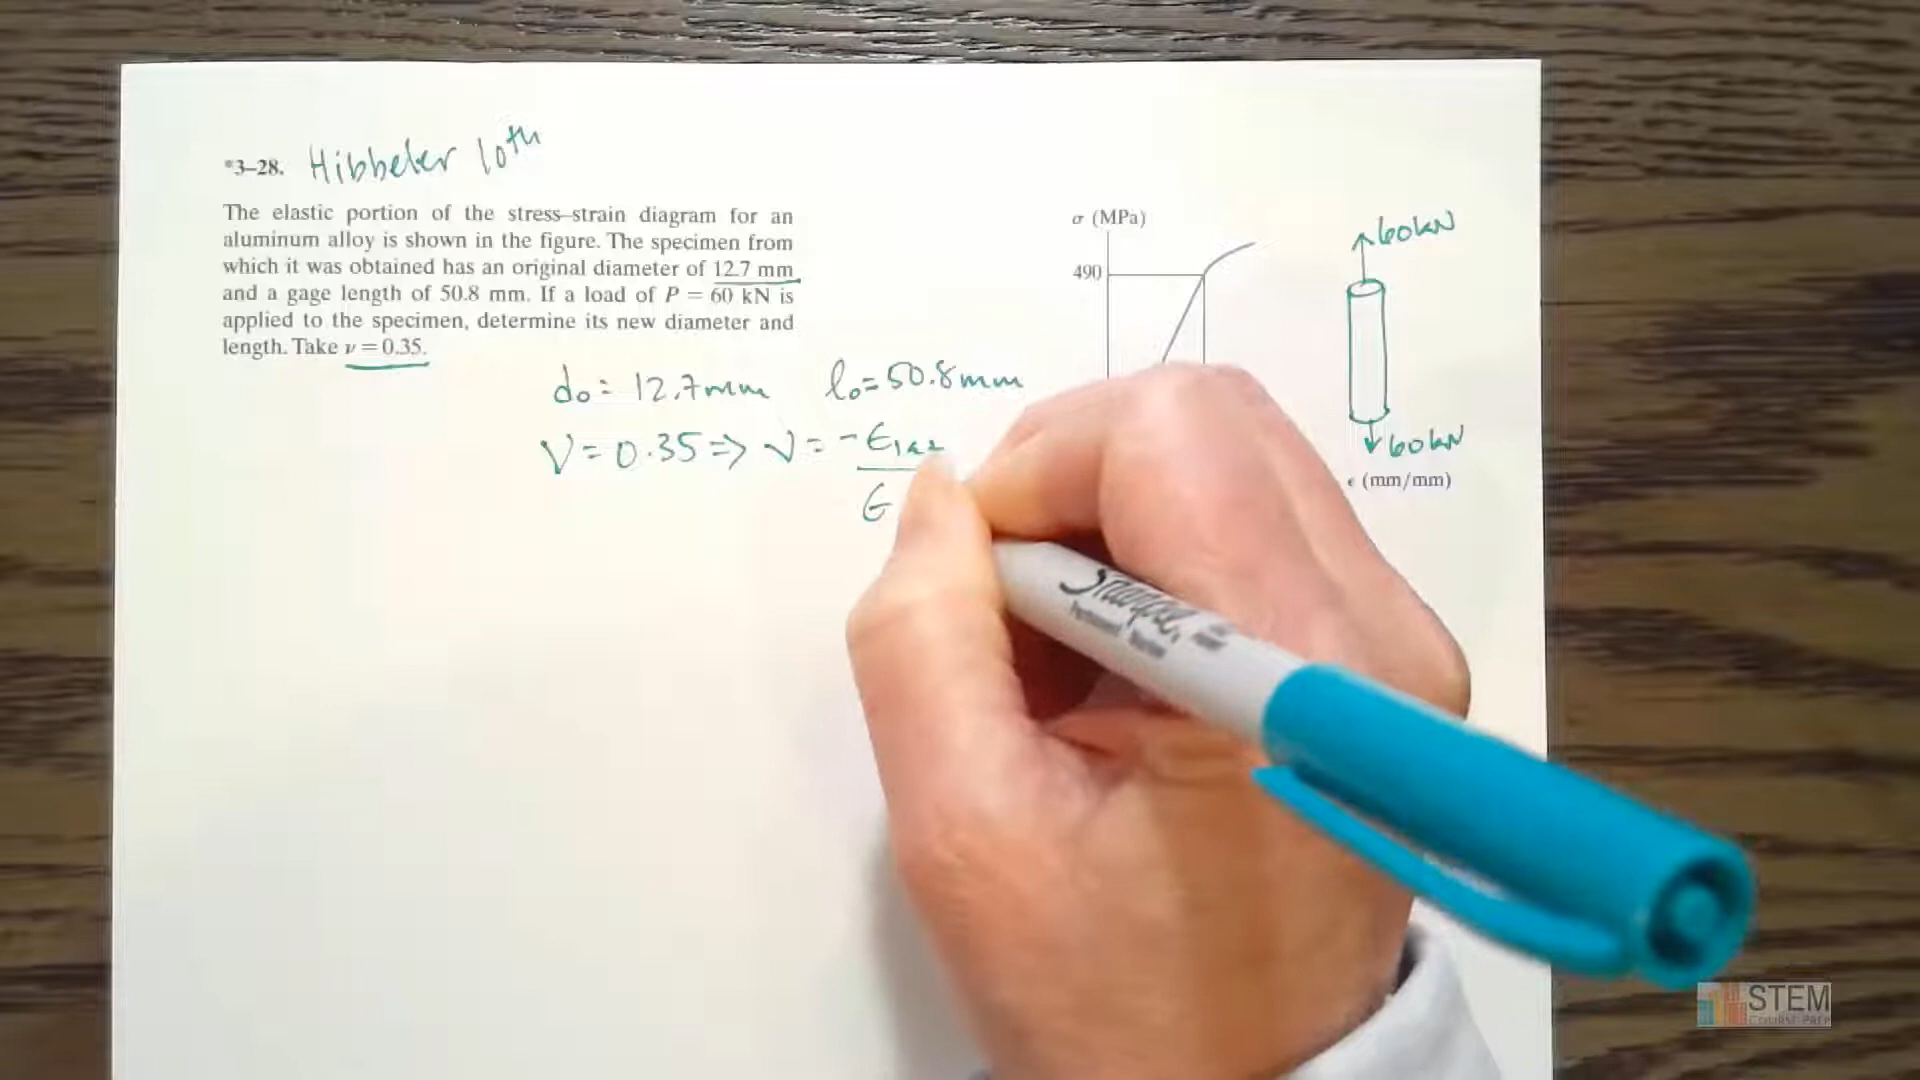 *3–28. Hibbeler 10th
The elastic portion of the stress–strain diagram for an
aluminum alloy is shown in the figure. The specimen from
which it was obtained has an original diameter of 12.7 mm
and a gage length of 50.8 mm. If a load of P = 60 kN is
applied to the specimen, determine its new diameter and
length. Take ν = 0.35.
σ (MPa)
490
60kN
60kN
ϵ (mm/mm)
d₀ = 12.7mm l₀ = 50.8mm
ν = 0.35 => ν = -ϵlat
ϵ
Sharpie
STEM
COURSE PREP